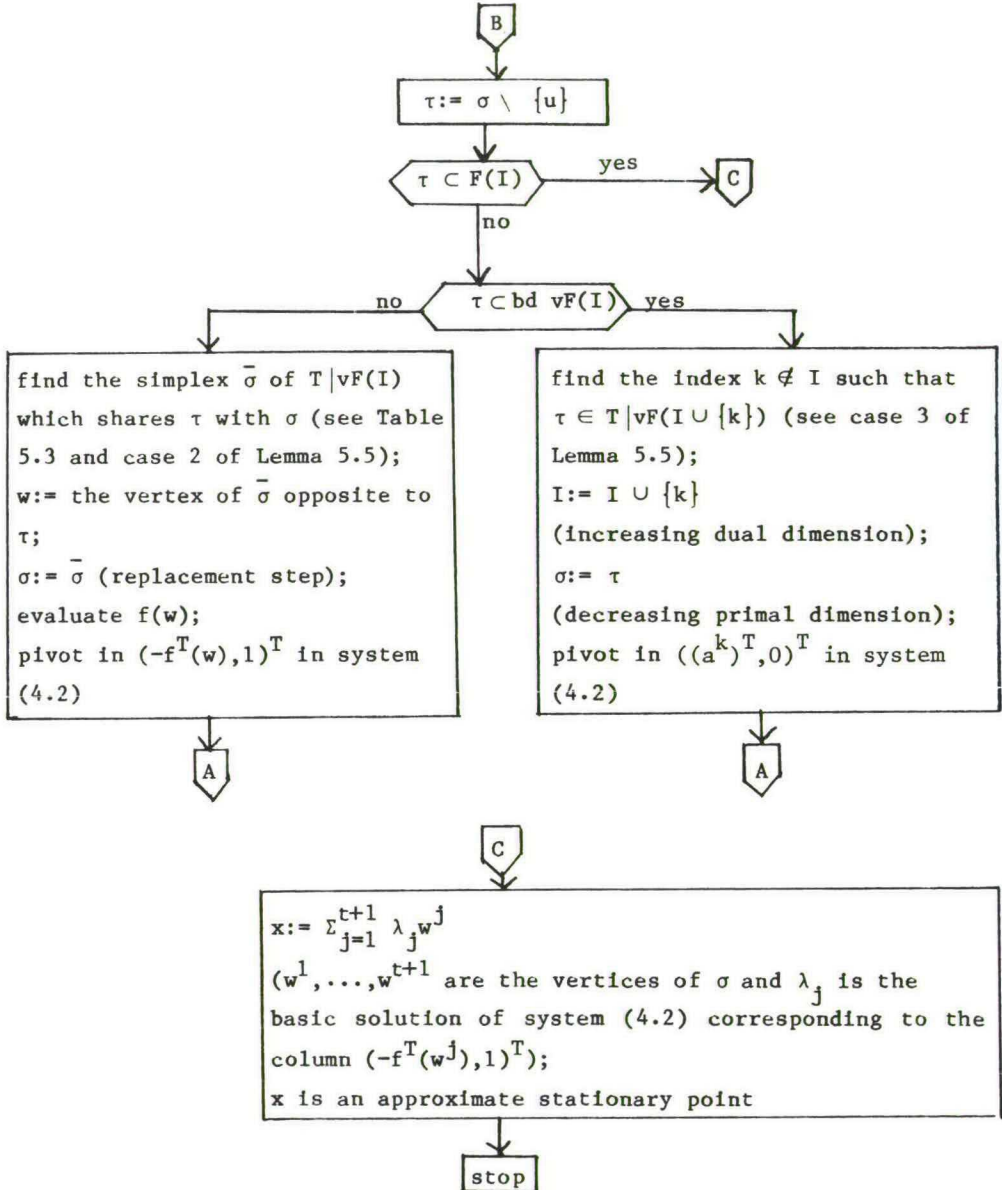 B
τ:= σ \ {u}
τ ⊂ F(I)
yes
C
no
no
τ ⊂ bd vF(I)
yes
find the simplex σ̄ of T|vF(I)
which shares τ with σ (see Table
5.3 and case 2 of Lemma 5.5);
w:= the vertex of σ̄ opposite to
τ;
σ:= σ̄ (replacement step);
evaluate f(w);
pivot in (-f^T(w),1)^T in system
(4.2)
A
find the index k ∉ I such that
τ ∈ T|vF(I ∪ {k}) (see case 3 of
Lemma 5.5);
I:= I ∪ {k}
(increasing dual dimension);
σ:= τ
(decreasing primal dimension);
pivot in ((a^k)^T,0)^T in system
(4.2)
A
C
x:= Σ_{j=1}^{t+1} λ_j w^j
(w^1,...,w^{t+1} are the vertices of σ and λ_j is the
basic solution of system (4.2) corresponding to the
column (-f^T(w^j),1)^T);
x is an approximate stationary point
stop